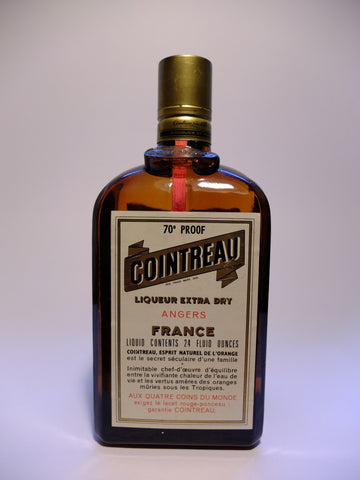 70° PROOF
COINTREAU
LIQUEUR EXTRA DRY
ANGERS
FRANCE
LIQUID CONTENTS 24 FLUID OUNCES
COINTREAU, ESPRIT NATUREL DE L'ORANGE
est le secret séculaire d'une famille
Inimitable chef-d'œuvre d'équilibre
entre la vivifiante chaleur de l'eau de
vie et les vertus amères des oranges
mûries sous les Tropiques.
AUX QUATRE COINS DU MONDE
exigez le lacet rouge-ponceau :
garantie COINTREAU.